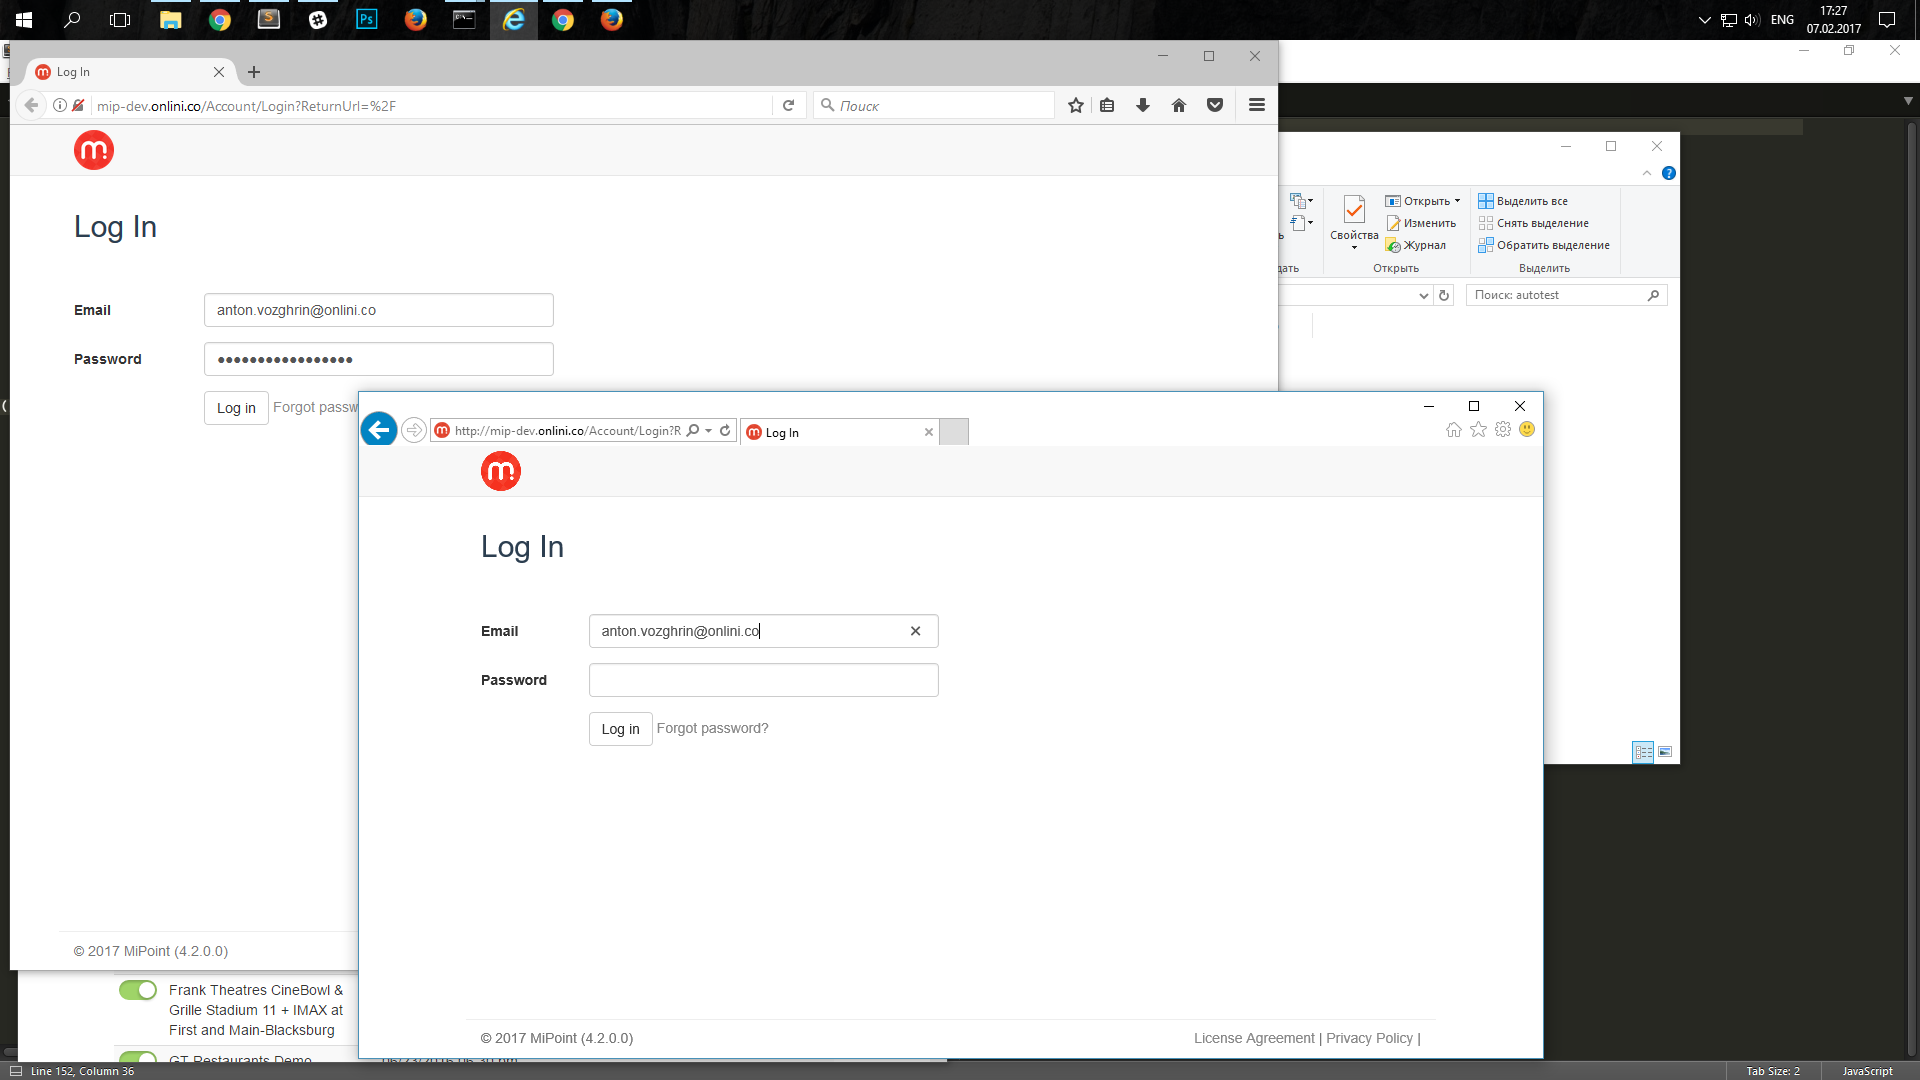 ENG
17:27
07.02.2017
Log In
mip-dev.onlini.co/Account/Login?ReturnUrl=%2F
Поиск
Log In
Email
anton.vozghrin@onlini.co
Password
Log in
Forgot passw
© 2017 MiPoint (4.2.0.0)
Свойства
Открыть
Изменить
Журнал
Выделить все
Снять выделение
Обратить выделение
дать
Открыть
Выделить
Поиск: autotest
http://mip-dev.onlini.co/Account/Login?R
Log In
Log In
Email
anton.vozghrin@onlini.co
Password
Log in
Forgot password?
© 2017 MiPoint (4.2.0.0)
License Agreement | Privacy Policy |
Frank Theatres CineBowl &
Grille Stadium 11 + IMAX at
First and Main-Blacksburg
GT Restaurants Demo
Line 152, Column 36
Tab Size: 2
JavaScript